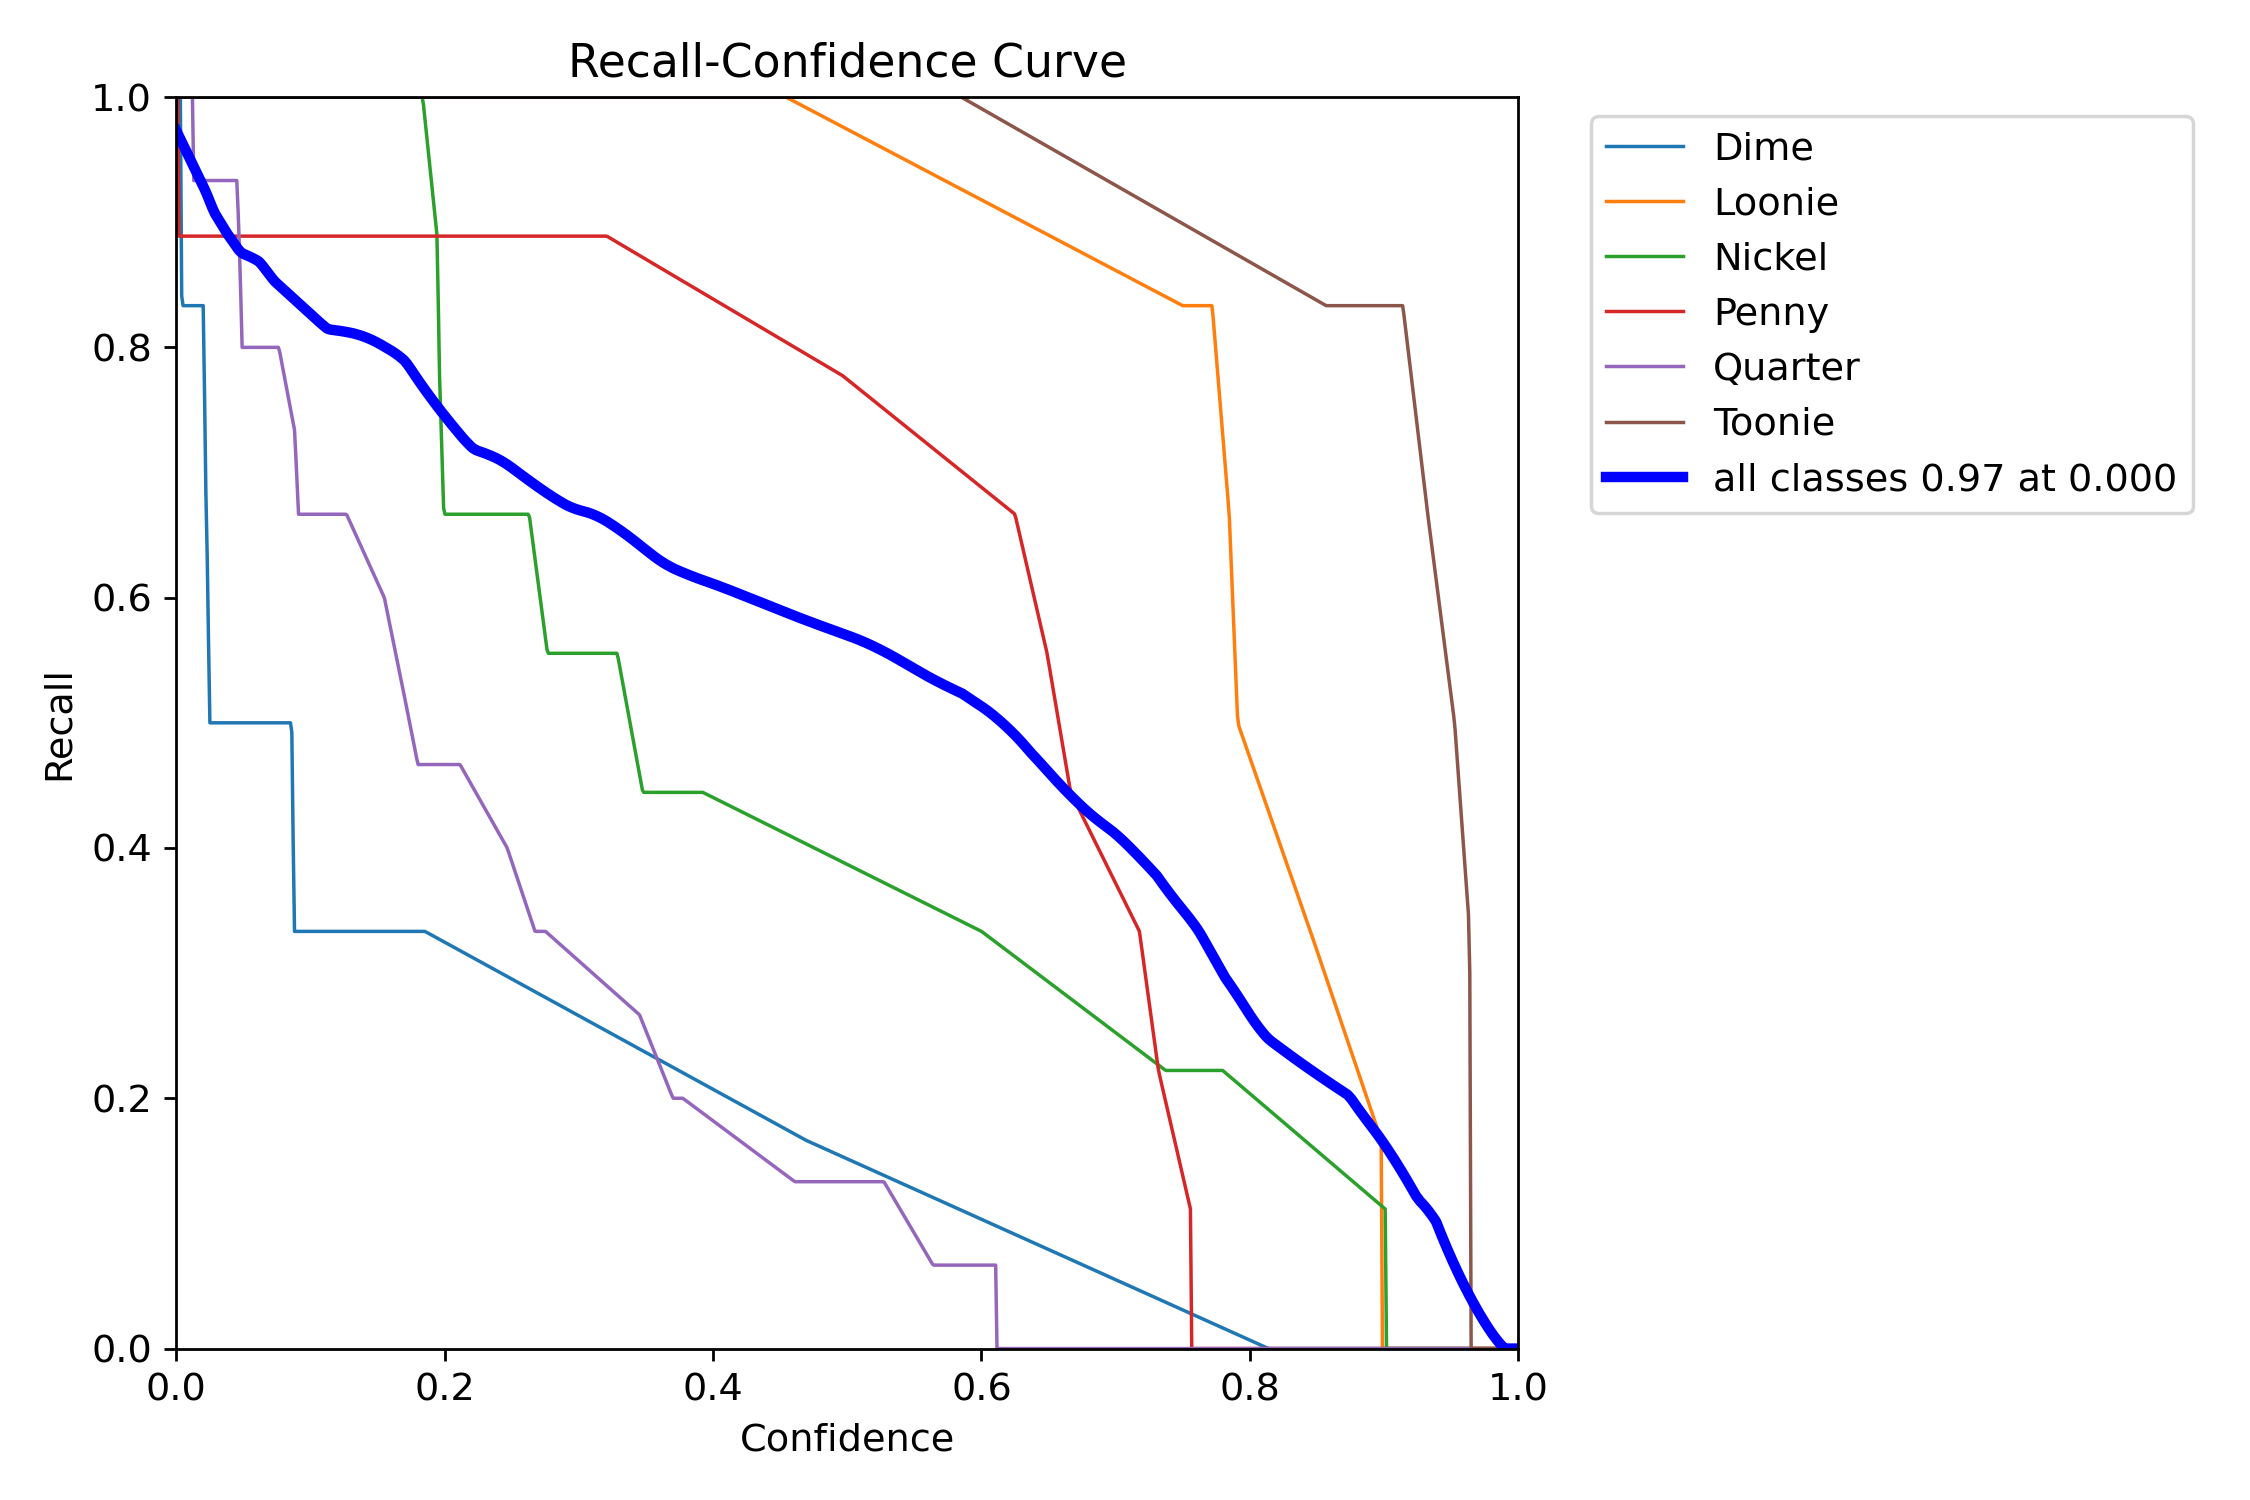 Recall-Confidence Curve
1.0
0.8
0.6
0.4
0.2
0.0
Recall
0.0 0.2 0.4 0.6 0.8 1.0
Confidence
Dime
Loonie
Nickel
Penny
Quarter
Toonie
all classes 0.97 at 0.000